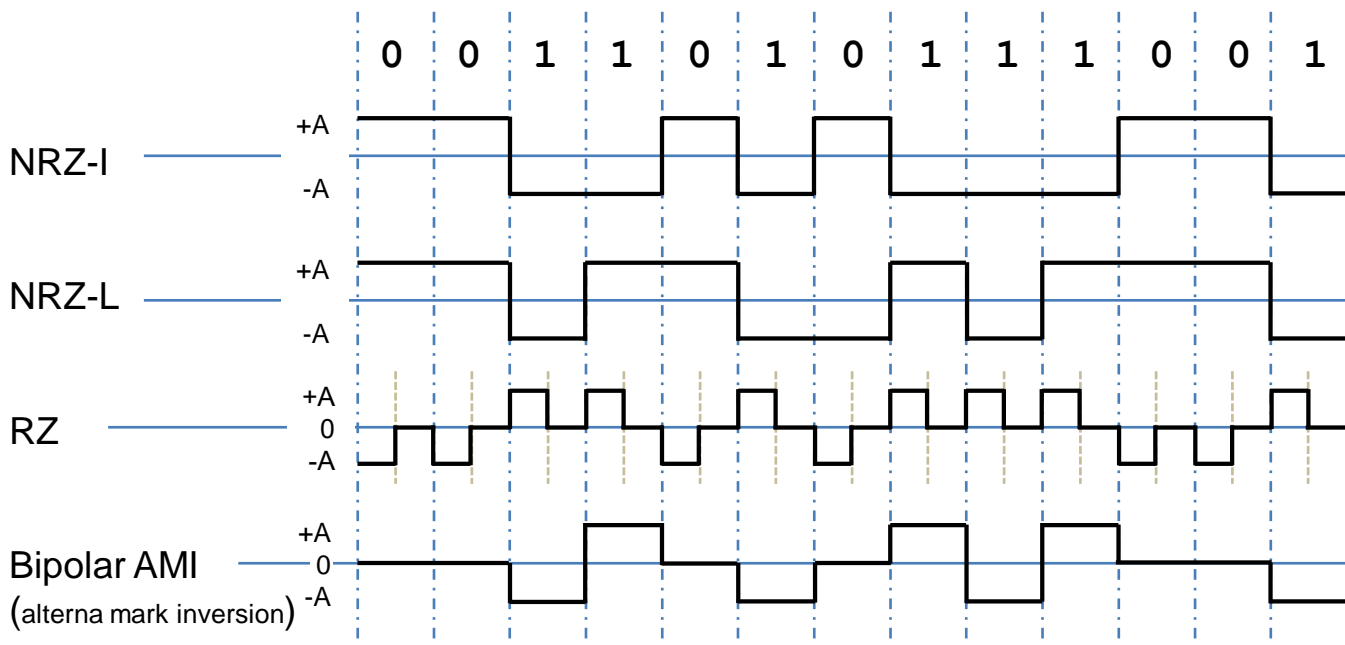 0 0 1 1 0 1 0 1 1 1 0 0 1
+A
NRZ-I
-A
+A
NRZ-L
-A
+A
RZ 0
-A
+A
Bipolar AMI 0
-A
(alterna mark inversion)